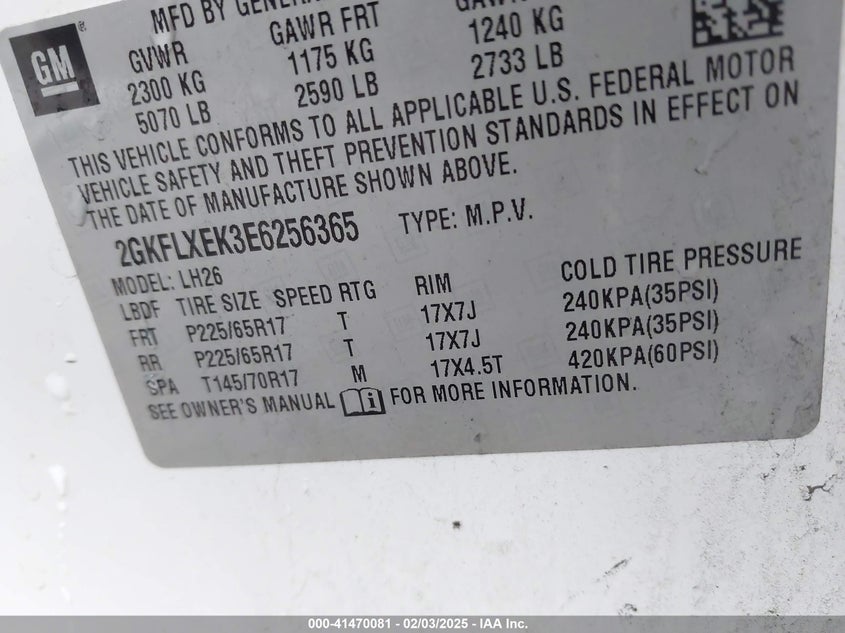 MFD BY GENERA
GM ®
GVWR GAWR FRT
2300 KG 1175 KG 1240 KG
5070 LB 2590 LB 2733 LB
THIS VEHICLE CONFORMS TO ALL APPLICABLE U.S. FEDERAL MOTOR
VEHICLE SAFETY AND THEFT PREVENTION STANDARDS IN EFFECT ON
THE DATE OF MANUFACTURE SHOWN ABOVE.
2GKFLXEK3E6256365 TYPE: M.P.V.
MODEL: LH26
LBDF TIRE SIZE SPEED RTG RIM COLD TIRE PRESSURE
FRT P225/65R17 T 17X7J 240KPA(35PSI)
RR P225/65R17 T 17X7J 240KPA(35PSI)
SPA T145/70R17 M 17X4.5T 420KPA(60PSI)
SEE OWNER'S MANUAL i FOR MORE INFORMATION.
000-41470081 - 02/03/2025 - IAA Inc.